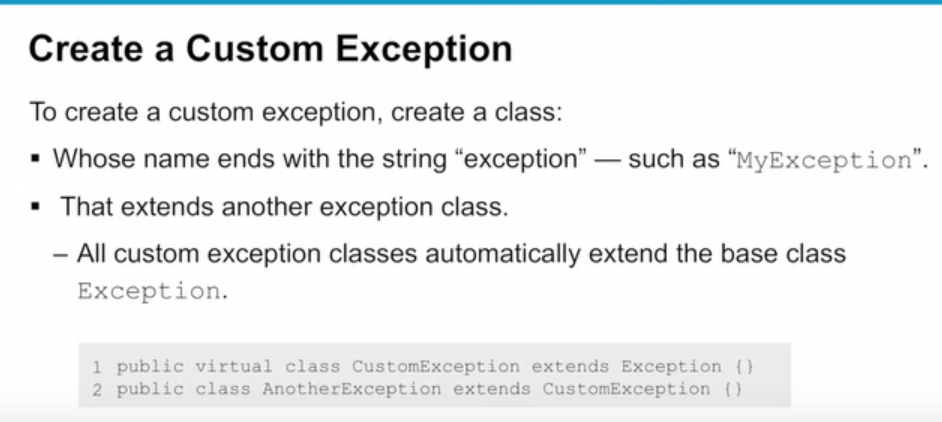 Create a Custom Exception
To create a custom exception, create a class:
▪ Whose name ends with the string “exception” — such as “MyException”.
▪ That extends another exception class.
– All custom exception classes automatically extend the base class
Exception.
1 public virtual class CustomException extends Exception {}
2 public class AnotherException extends CustomException {}